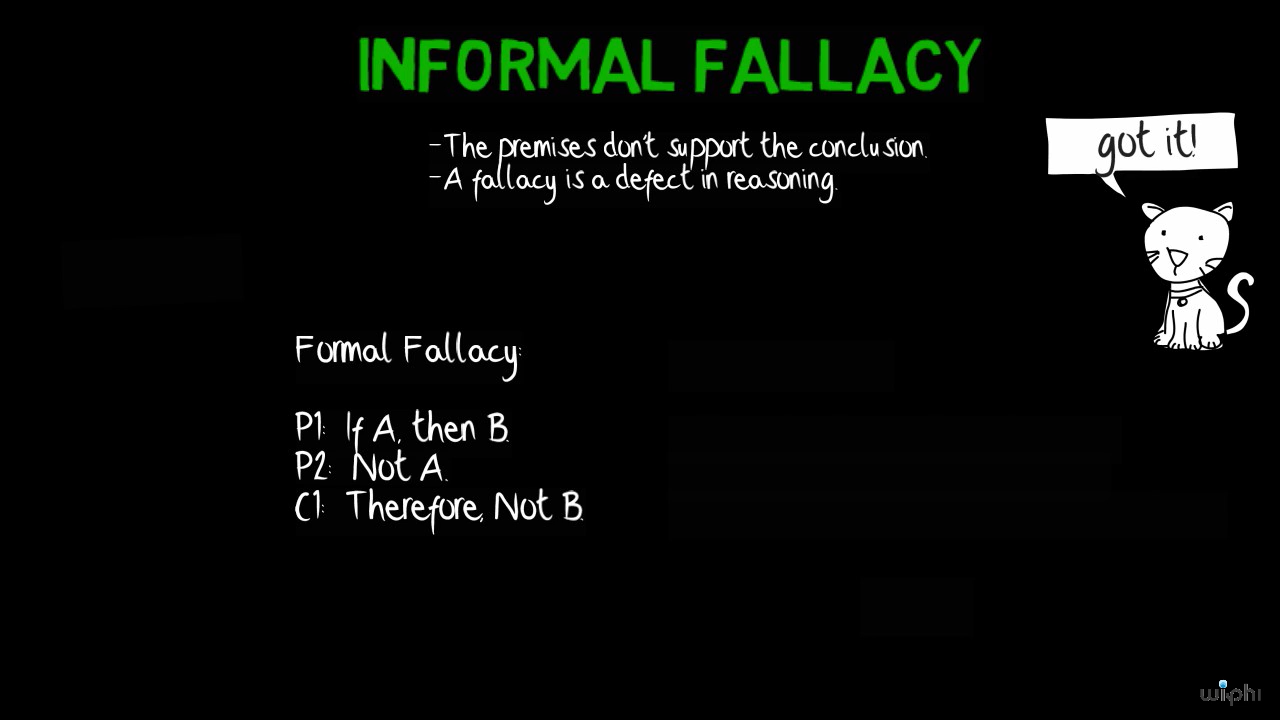 INFORMAL FALLACY
-The premises don't support the conclusion.
-A fallacy is a defect in reasoning.
got it!
Formal Fallacy:
P1: If A, then B.
P2: Not A.
C1: Therefore, Not B.
wiphi